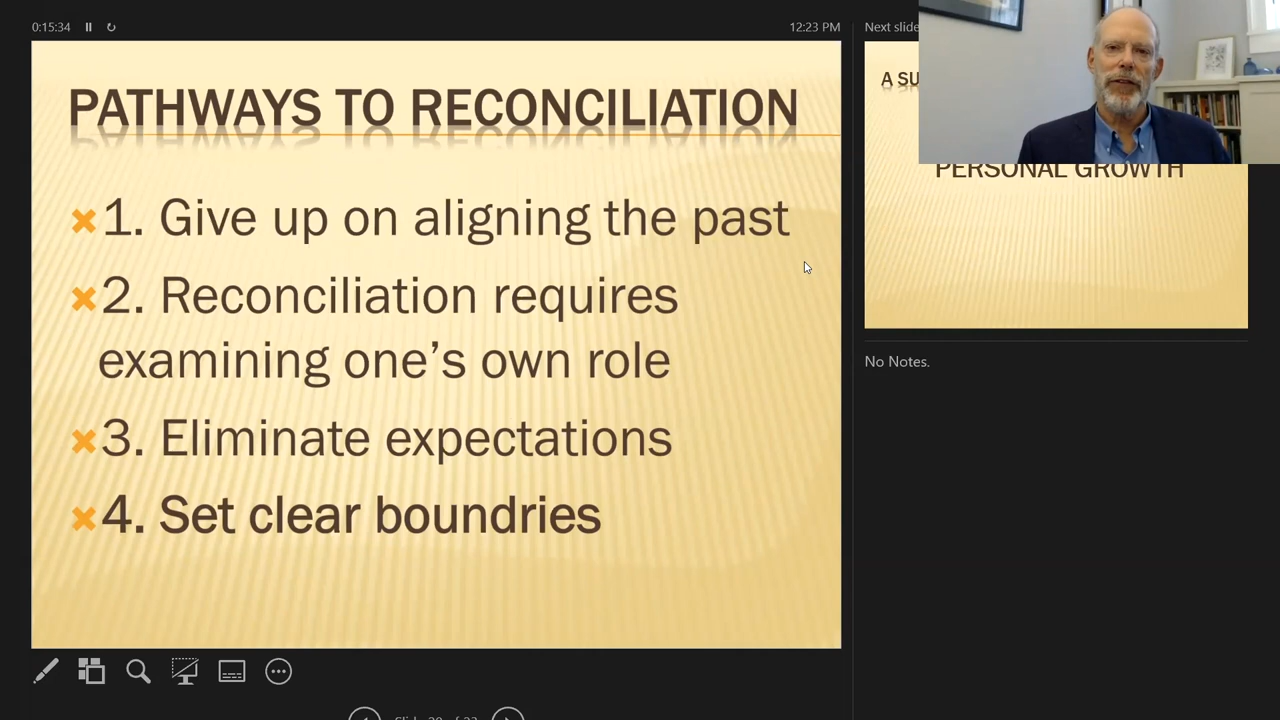 0:15:34
12:23 PM
Next slide
PATHWAYS TO RECONCILIATION
1. Give up on aligning the past
2. Reconciliation requires
examining one's own role
3. Eliminate expectations
4. Set clear boundries
A SU
PERSONAL GROWTH
No Notes.